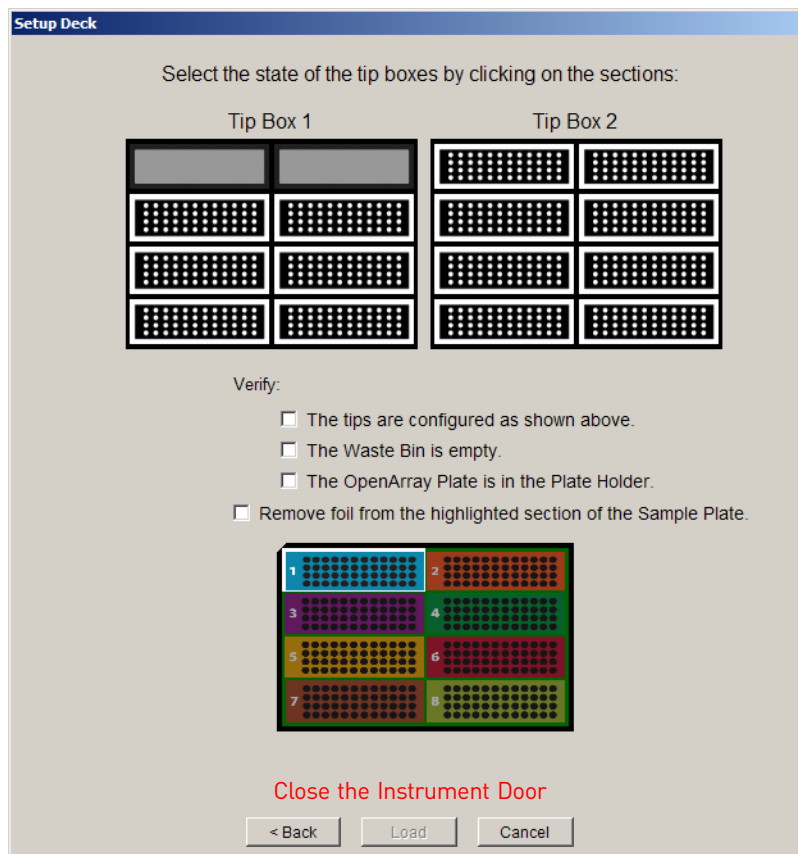 Setup Deck
Select the state of the tip boxes by clicking on the sections:
Tip Box 1
Tip Box 2
Verify:
The tips are configured as shown above.
The Waste Bin is empty.
The OpenArray Plate is in the Plate Holder.
Remove foil from the highlighted section of the Sample Plate.
1
2
3
4
5
6
7
8
Close the Instrument Door
< Back
Load
Cancel